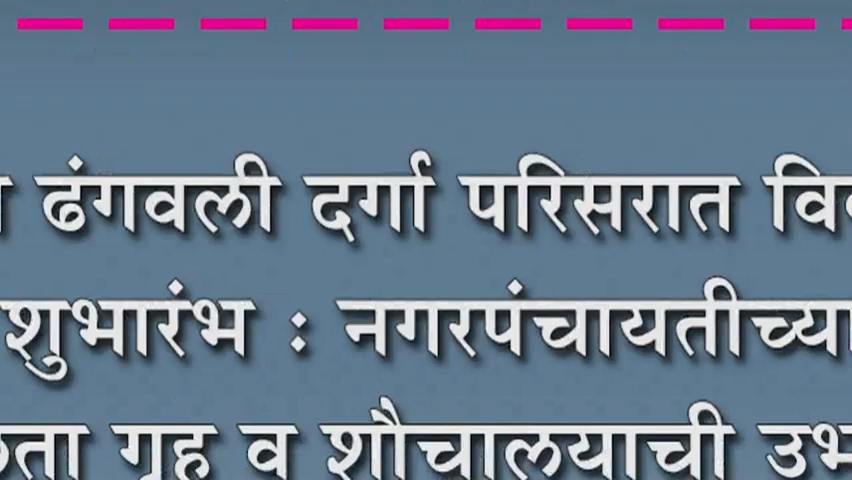 ढंगवली दर्गा परिसरात
शुभारंभ : नगरपंचायतीच्या
गृह व शौचालयाची